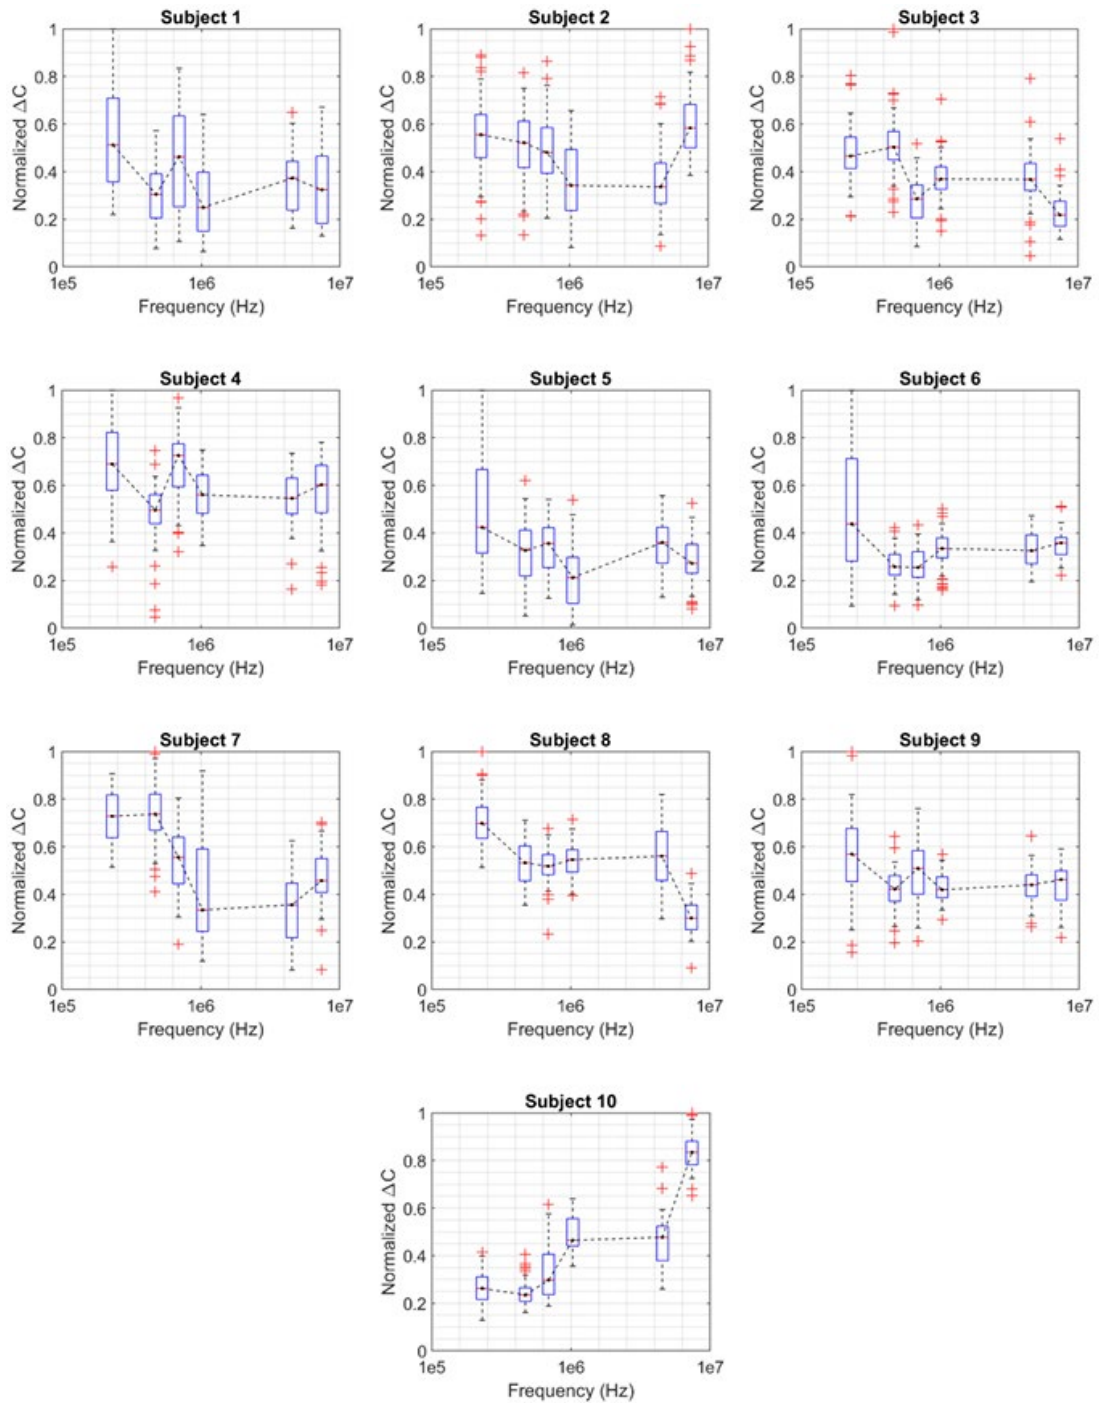 Subject 1
Normalized ΔC
1
0.8
0.6
0.4
0.2
0
1e5 1e6 1e7
Frequency (Hz)
Subject 2
Normalized ΔC
1
0.8
0.6
0.4
0.2
0
1e5 1e6 1e7
Frequency (Hz)
Subject 3
Normalized ΔC
1
0.8
0.6
0.4
0.2
0
1e5 1e6 1e7
Frequency (Hz)
Subject 4
Normalized ΔC
1
0.8
0.6
0.4
0.2
0
1e5 1e6 1e7
Frequency (Hz)
Subject 5
Normalized ΔC
1
0.8
0.6
0.4
0.2
0
1e5 1e6 1e7
Frequency (Hz)
Subject 6
Normalized ΔC
1
0.8
0.6
0.4
0.2
0
1e5 1e6 1e7
Frequency (Hz)
Subject 7
Normalized ΔC
1
0.8
0.6
0.4
0.2
0
1e5 1e6 1e7
Frequency (Hz)
Subject 8
Normalized ΔC
1
0.8
0.6
0.4
0.2
0
1e5 1e6 1e7
Frequency (Hz)
Subject 9
Normalized ΔC
1
0.8
0.6
0.4
0.2
0
1e5 1e6 1e7
Frequency (Hz)
Subject 10
Normalized ΔC
1
0.8
0.6
0.4
0.2
0
1e5 1e6 1e7
Frequency (Hz)